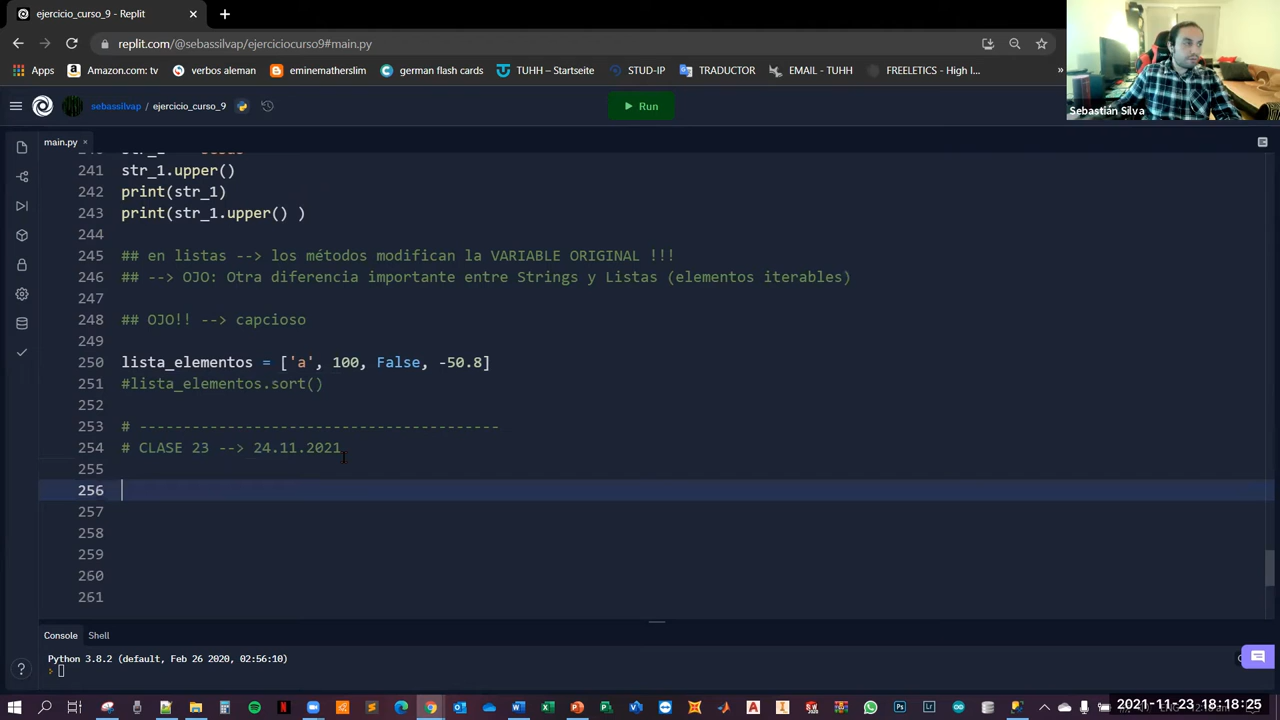 ejercicio_curso_9 - Replit
replit.com/@sebassilvap/ejerciciocurso9#main.py
Apps
Amazon.com: tv
verbos aleman
eminemathslim
german flashcards
TUHH – Startseite
STUD-IP
TRADUCTOR
EMAIL - TUHH
FREELETICS - High I...
»
Sebastián Silva
sebassilvap / ejercicio_curso_9
Run
main.py
241 str_1.upper()
242 print(str_1)
243 print(str_1.upper() )
244
245 ## en listas --> los métodos modifican la VARIABLE ORIGINAL !!!
246 ## --> OJO: Otra diferencia importante entre Strings y Listas (elementos iterables)
247
248 ## OJO!! --> capcioso
249
250 lista_elementos = ['a', 100, False, -50.8]
251 #lista_elementos.sort()
252
253 # -----------------------------------------
254 # CLASE 23 --> 24.11.2021
255
256
257
258
259
260
261
Console Shell
Python 3.8.2 (default, Feb 26 2020, 02:56:10)
2021-11-23 18:18:25